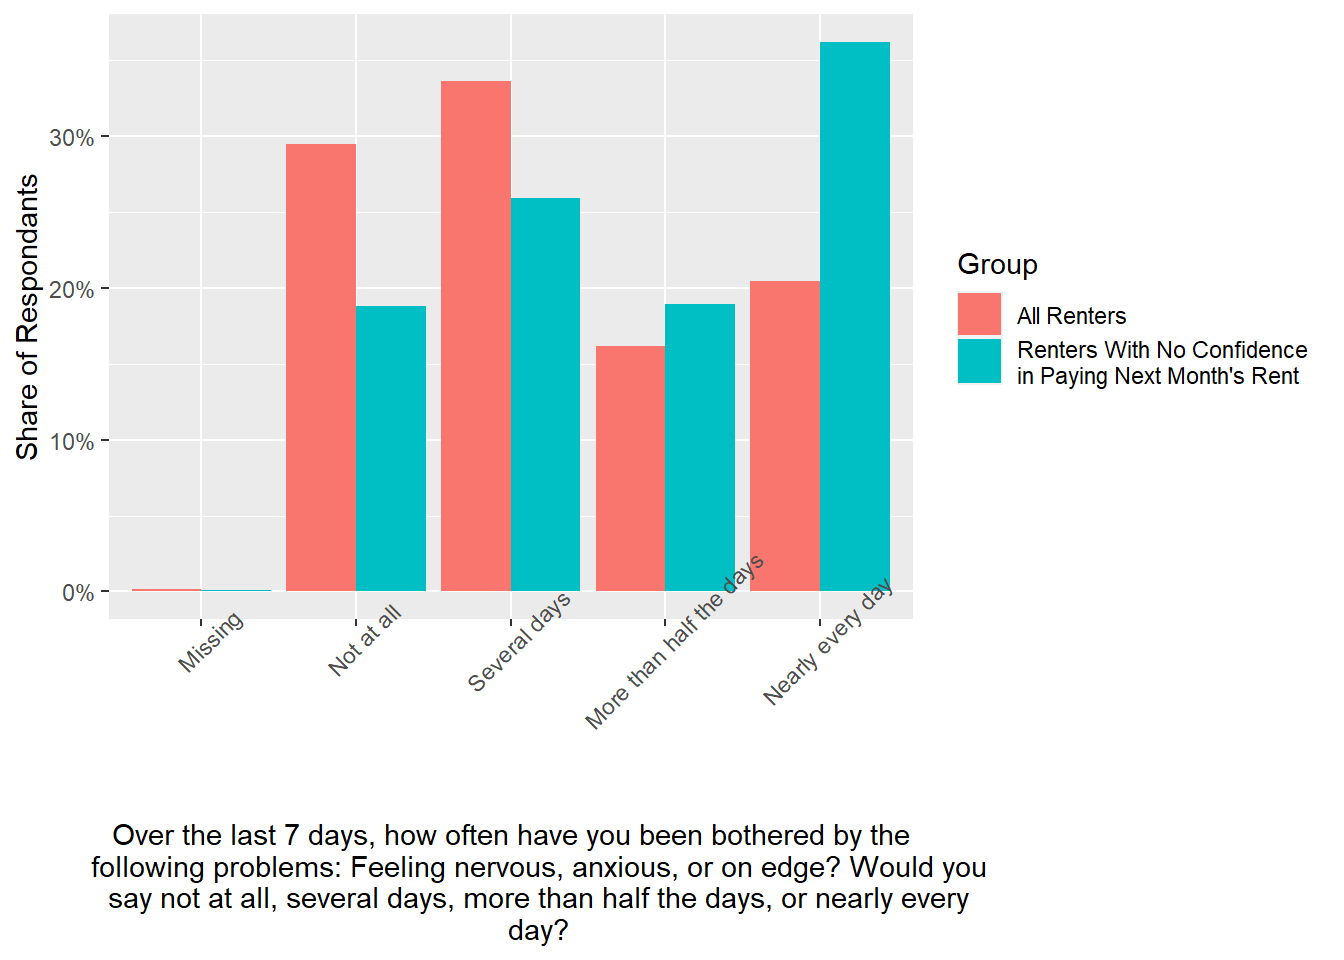 Share of Respondants
30%
20%
10%
0%
Missing
Not at all
Several days
More than half the days
Nearly every day
Group
All Renters
Renters With No Confidence
in Paying Next Month's Rent
Over the last 7 days, how often have you been bothered by the
following problems: Feeling nervous, anxious, or on edge? Would you
say not at all, several days, more than half the days, or nearly every
day?